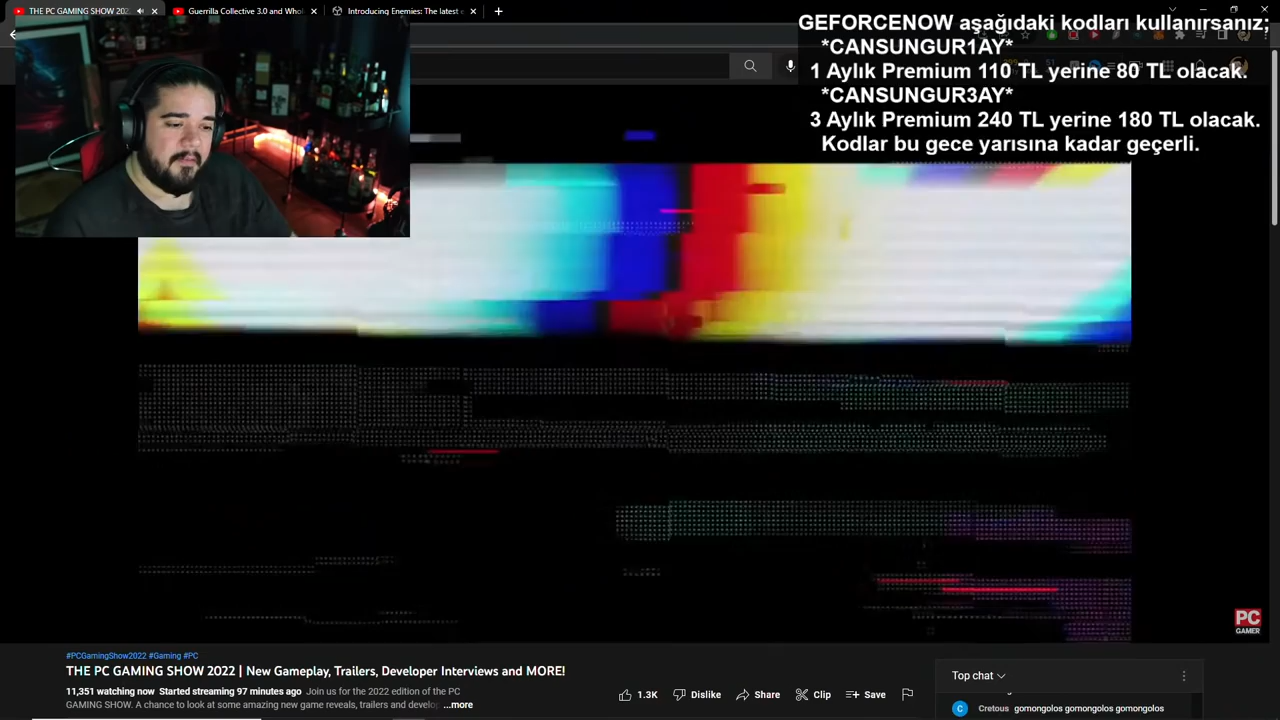 THE PC GAMING SHOW 202
Guerrilla Collective 3.0 and Whol
Introducing Enemies: The latest e
GEFORCENOW aşağıdaki kodları kullanırsanız;
*CANSUNGUR1AY*
1 Aylık Premium 110 TL yerine 80 TL olacak.
*CANSUNGUR3AY*
3 Aylık Premium 240 TL yerine 180 TL olacak.
Kodlar bu gece yarısına kadar geçerli.
PC
GAMER
#PCGamingShow2022 #Gaming #PC
THE PC GAMING SHOW 2022 | New Gameplay, Trailers, Developer Interviews and MORE!
11,351 watching now Started streaming 97 minutes ago Join us for the 2022 edition of the PC
GAMING SHOW. A chance to look at some amazing new game reveals, trailers and develop ...more
1.3K
Dislike
Share
Clip
Save
Top chat
Cretous gomongolos gomongolos gomongolos